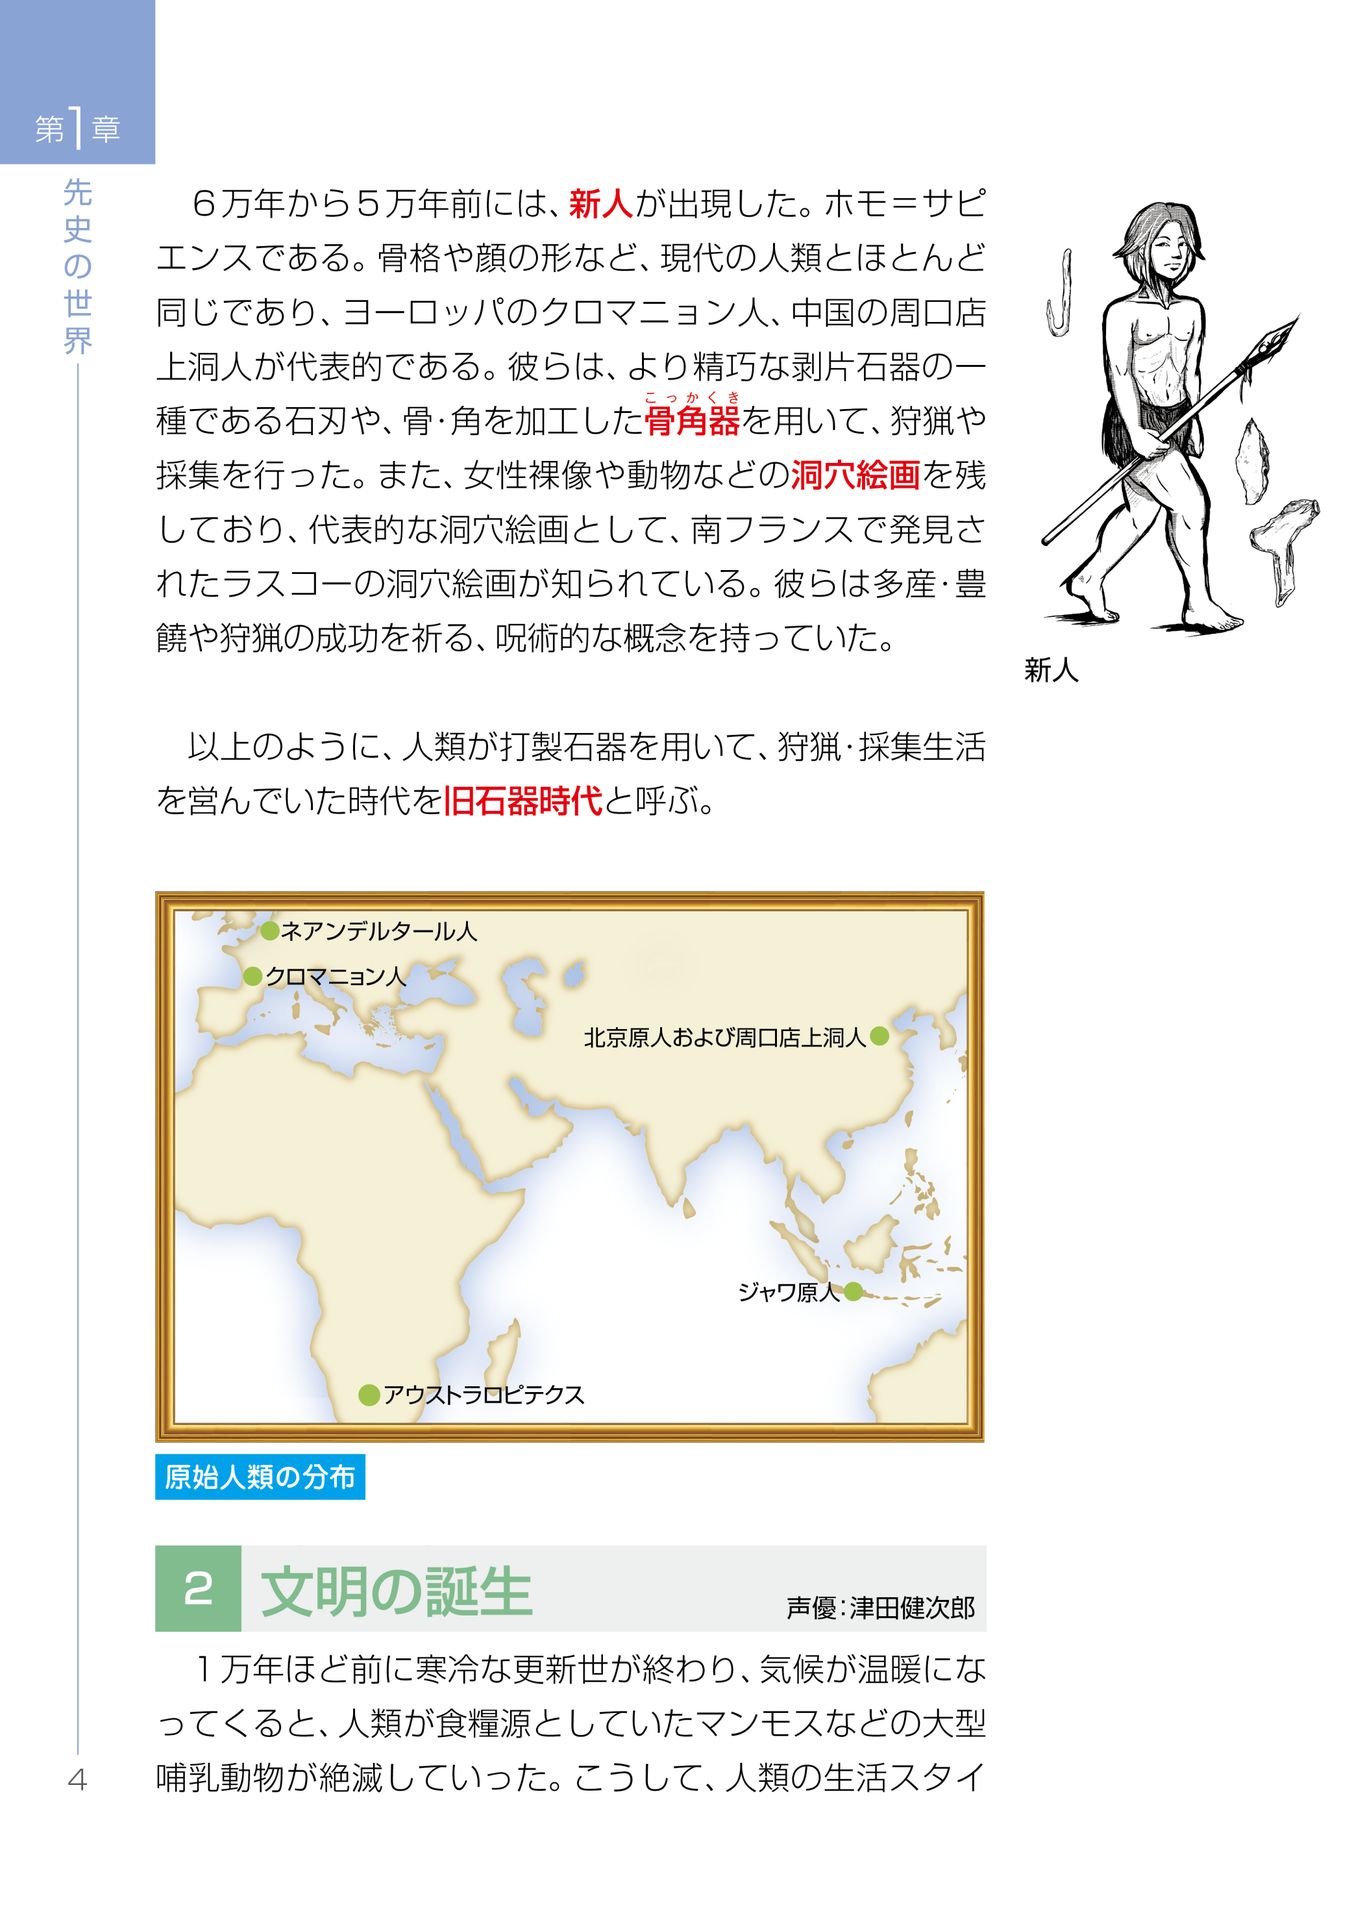 第1章
先史の世界
６万年から５万年前には、新人が出現した。ホモ＝サピ
エンスである。骨格や顔の形など、現代の人類とほとんど
同じであり、ヨーロッパのクロマニョン人、中国の周口店
上洞人が代表的である。彼らは、より精巧な剥片石器の一
こっかくき
種である石刃や、骨・角を加工した骨角器を用いて、狩猟や
採集を行った。また、女性裸像や動物などの洞穴絵画を残
しており、代表的な洞穴絵画として、南フランスで発見さ
れたラスコーの洞穴絵画が知られている。彼らは多産・豊
饒や狩猟の成功を祈る、呪術的な概念を持っていた。
新人
以上のように、人類が打製石器を用いて、狩猟・採集生活
を営んでいた時代を旧石器時代と呼ぶ。
ネアンデルタール人
クロマニョン人
北京原人および周口店上洞人
ジャワ原人
アウストラロピテクス
原始人類の分布
2 文明の誕生
声優：津田健次郎
１万年ほど前に寒冷な更新世が終わり、気候が温暖にな
ってくると、人類が食糧源としていたマンモスなどの大型
哺乳動物が絶滅していった。こうして、人類の生活スタイ
4